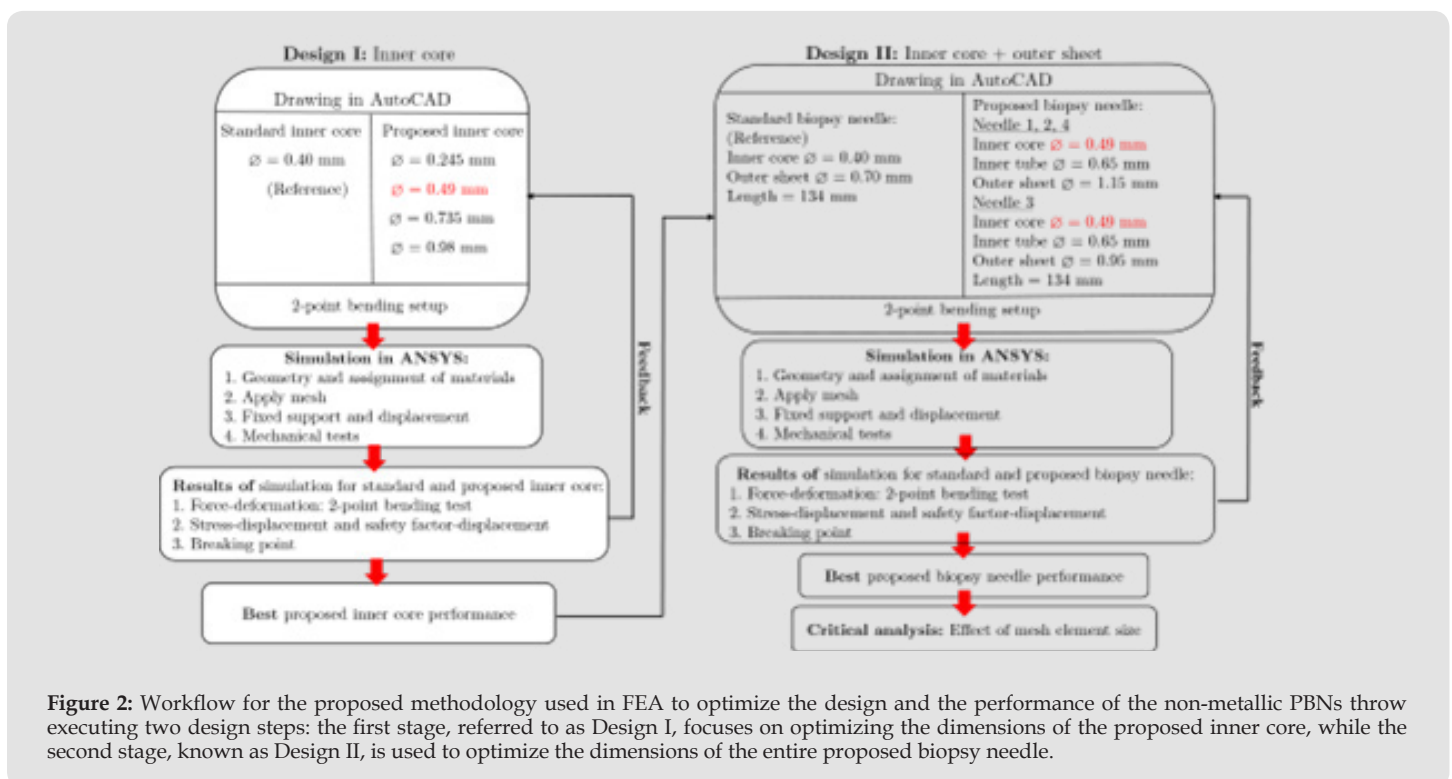 Design I: Inner core
Drawing in AutoCAD
Standard inner core
∅ = 0.40 mm
(Reference)
Proposed inner core
∅ = 0.245 mm
∅ = 0.49 mm
∅ = 0.735 mm
∅ = 0.98 mm
2-point bending setup
Simulation in ANSYS:
1. Geometry and assignment of materials
2. Apply mesh
3. Fixed support and displacement
4. Mechanical tests
Results of simulation for standard and proposed inner core:
1. Force-deformation: 2-point bending test
2. Stress-displacement and safety factor-displacement
3. Breaking point
Best proposed inner core performance
Feedback
Design II: Inner core + outer sheet
Drawing in AutoCAD
Standard biopsy needle:
(Reference)
Inner core ∅ = 0.40 mm
Outer sheet ∅ = 0.70 mm
Length = 134 mm
Proposed biopsy needle:
Needle 1, 2, 4
Inner core ∅ = 0.49 mm
Inner tube ∅ = 0.65 mm
Outer sheet ∅ = 1.15 mm
Needle 3
Inner core ∅ = 0.49 mm
Inner tube ∅ = 0.65 mm
Outer sheet ∅ = 0.95 mm
Length = 134 mm
2-point bending setup
Simulation in ANSYS:
1. Geometry and assignment of materials
2. Apply mesh
3. Fixed support and displacement
4. Mechanical tests
Results of simulation for standard and proposed biopsy needle:
1. Force-deformation: 2-point bending test
2. Stress-displacement and safety factor-displacement
3. Breaking point
Best proposed biopsy needle performance
Critical analysis: Effect of mesh element size
Feedback
Figure 2: Workflow for the proposed methodology used in FEA to optimize the design and the performance of the non-metallic PBNs throw
executing two design steps: the first stage, referred to as Design I, focuses on optimizing the dimensions of the proposed inner core, while the
second stage, known as Design II, is used to optimize the dimensions of the entire proposed biopsy needle.